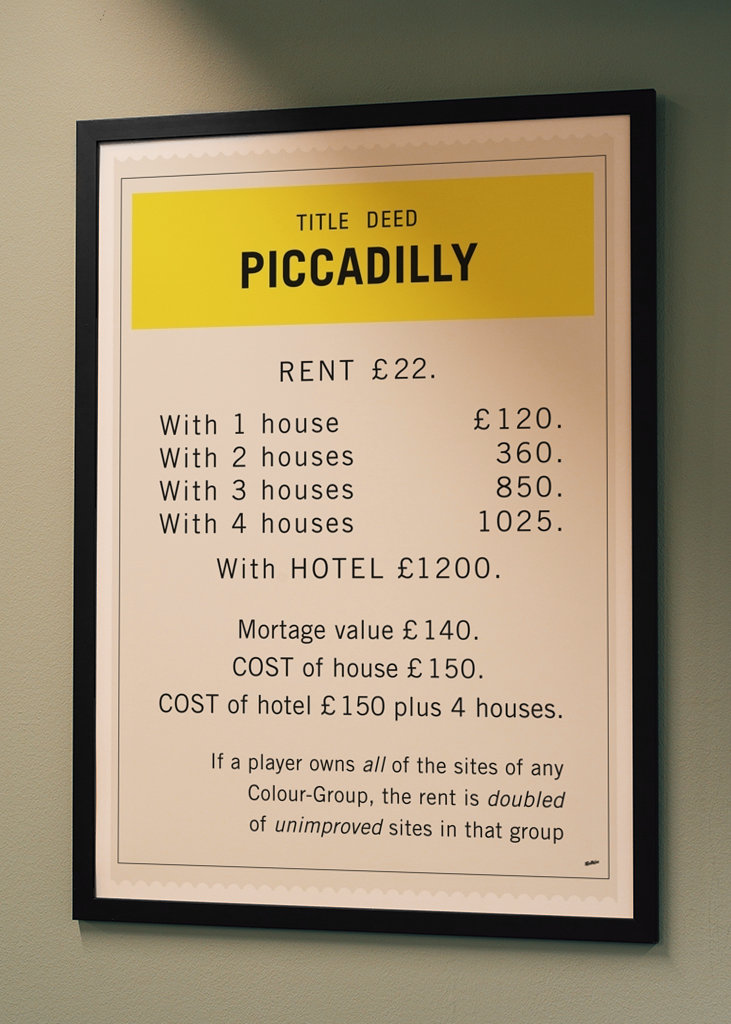 TITLE DEED
PICCADILLY
RENT £22.
With 1 house £120.
With 2 houses 360.
With 3 houses 850.
With 4 houses 1025.
With HOTEL £1200.
Mortage value £140.
COST of house £150.
COST of hotel £150 plus 4 houses.
If a player owns all of the sites of any
Colour-Group, the rent is doubled
of unimproved sites in that group